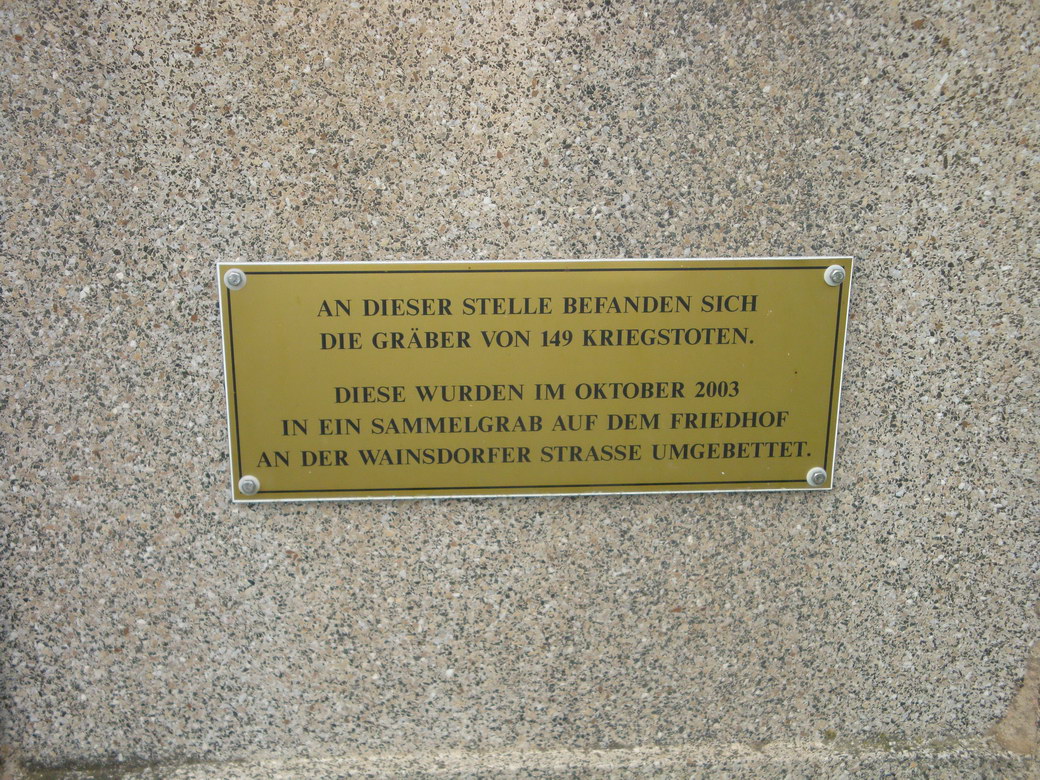 AN DIESER STELLE BEFANDEN SICH
DIE GRÄBER VON 149 KRIEGSTOTEN.
DIESE WURDEN IM OKTOBER 2003
IN EIN SAMMELGRAB AUF DEM FRIEDHOF
AN DER WAINSDORFER STRASSE UMGEBETTET.